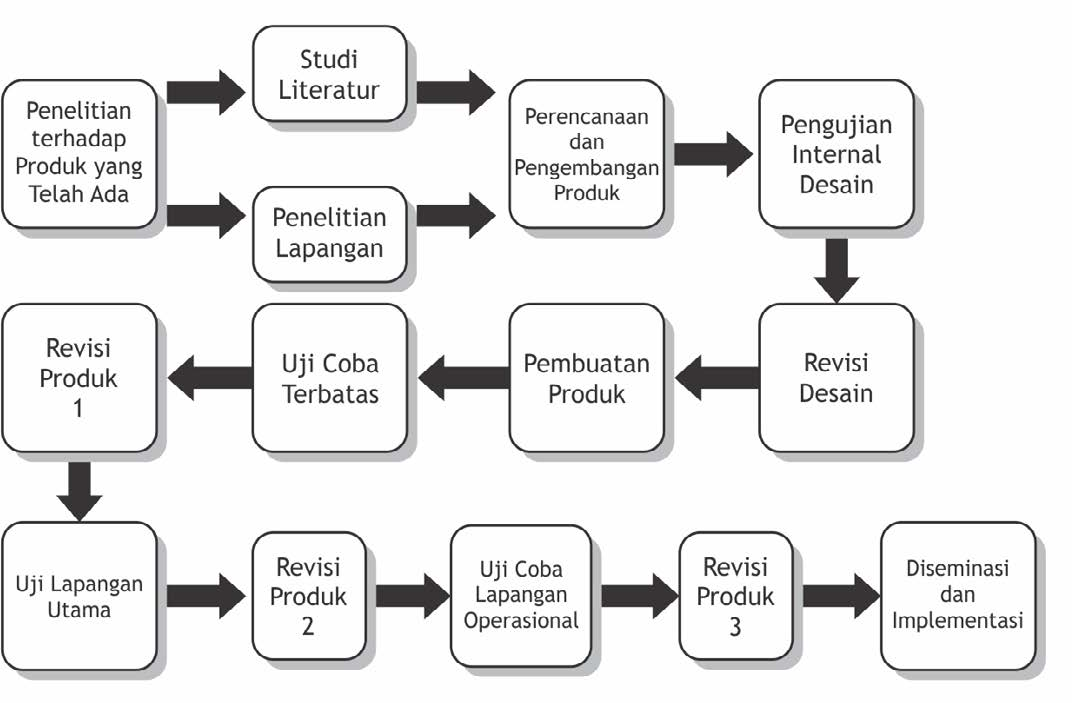 Penelitian
terhadap
Produk yang
Telah Ada
Studi
Literatur
Penelitian
Lapangan
Perencanaan
dan
Pengembangan
Produk
Pengujian
Internal
Desain
Revisi
Desain
Pembuatan
Produk
Uji Coba
Terbatas
Revisi
Produk
1
Uji Lapangan
Utama
Revisi
Produk
2
Uji Coba
Lapangan
Operasional
Revisi
Produk
3
Diseminasi
dan
Implementasi